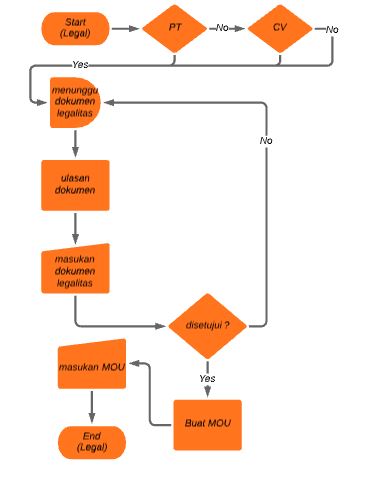 Start
(Legal)
PT
No
CV
No
Yes
menunggu
dokumen
legalitas
No
ulasan
dokumen
masukan
dokumen
legalitas
disetujui ?
Yes
masukan MOU
Buat MOU
End
(Legal)